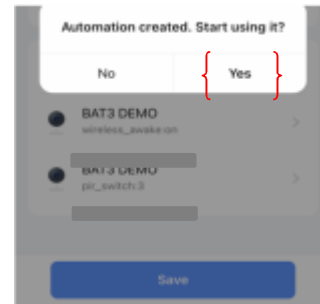 Automation created. Start using it?
No
Yes
BAT3 DEMO
wireless_awake:on
BAT3 DEMO
pir_switch:3
Save